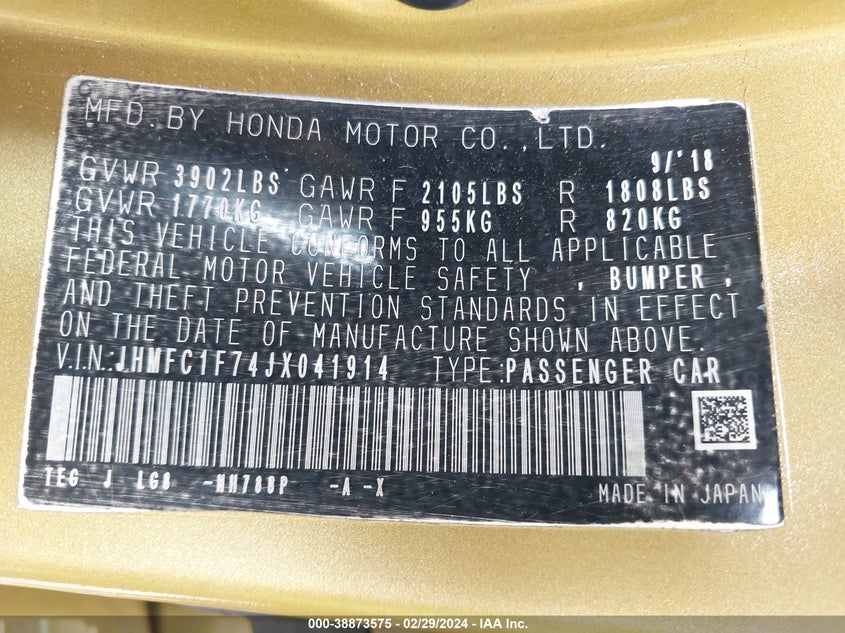 MFD. BY HONDA MOTOR CO., LTD.
9/'18
GVWR 3902LBS GAWR F 2105LBS R 1808LBS
GVWR 1770KG GAWR F 955KG R 820KG
THIS VEHICLE CONFORMS TO ALL APPLICABLE
FEDERAL MOTOR VEHICLE SAFETY , BUMPER ,
AND THEFT PREVENTION STANDARDS IN EFFECT
ON THE DATE OF MANUFACTURE SHOWN ABOVE.
V.I.N.: JHMFC1F74JX041914 TYPE: PASSENGER CAR
TEG J LG8 -NH788P -A -X
MADE IN JAPAN
000-38873575 - 02/29/2024 - IAA Inc.